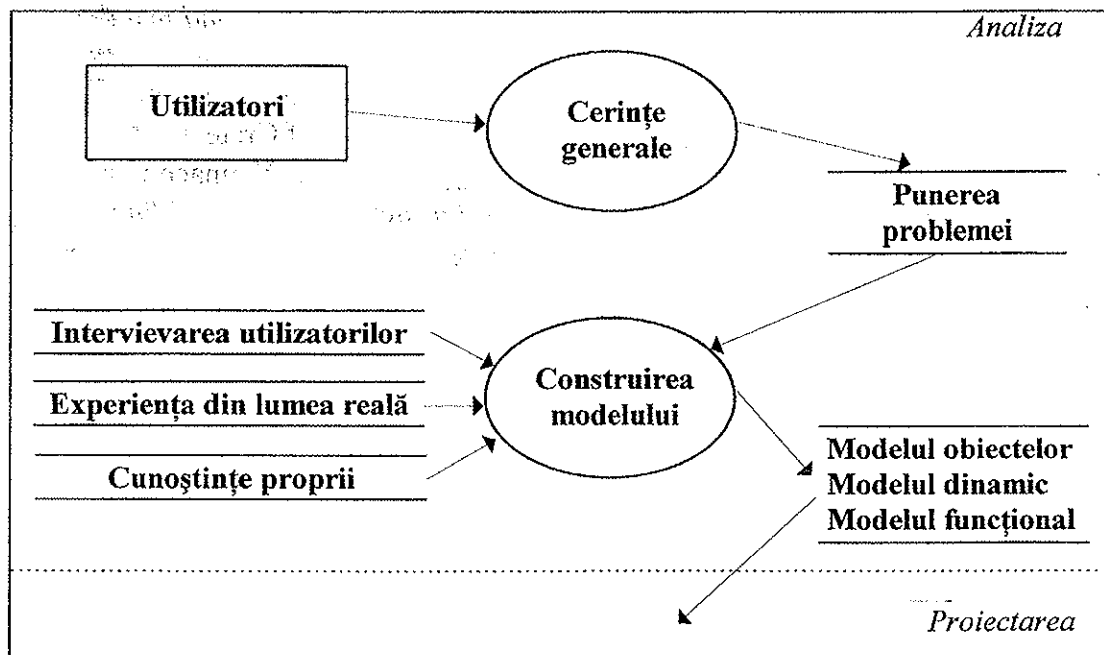 Analiza
Utilizatori
Cerințe
generale
Punerea
problemei
Intervievarea utilizatorilor
Experiența din lumea reală
Cunoştințe proprii
Construirea
modelului
Modelul obiectelor
Modelul dinamic
Modelul funcțional
Proiectarea